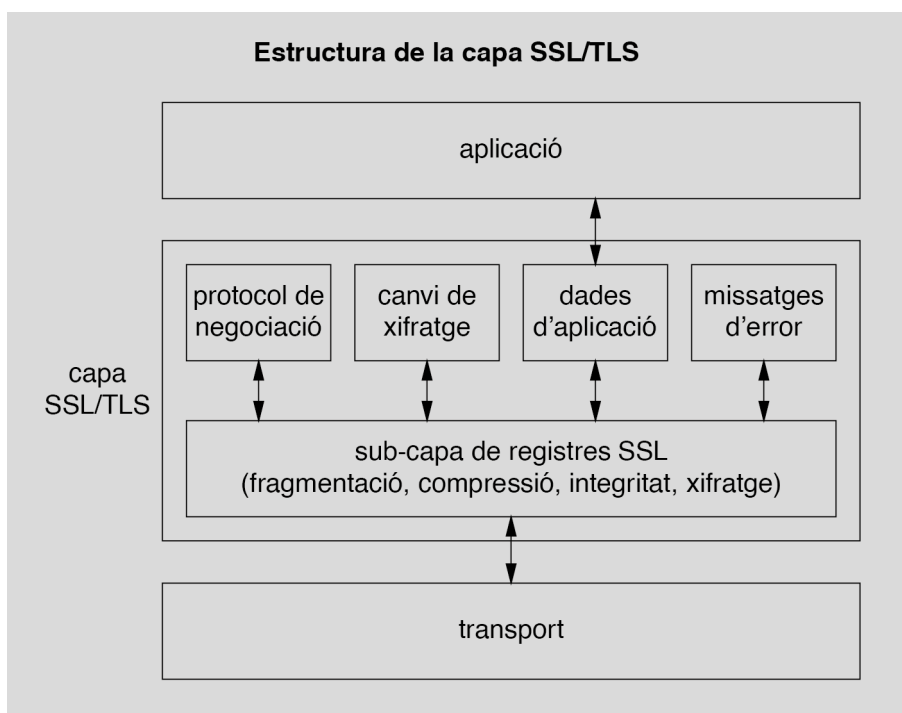 Estructura de la capa SSL/TLS
aplicació
protocol de
negociació
canvi de
xifratge
dades
d’aplicació
missatges
d’error
capa
SSL/TLS
sub-capa de registres SSL
(fragmentació, compressió, integritat, xifratge)
transport